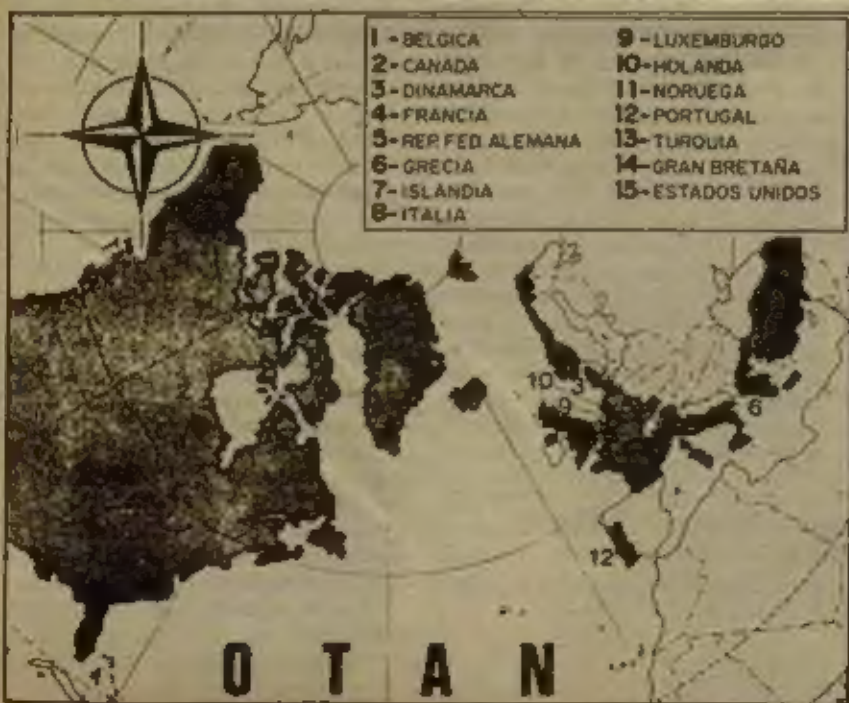 1-BELGICA
2-CANADA
3-DINAMARCA
4-FRANCIA
5-REP. FED. ALEMANA
6-GRECIA
7-ISLANDIA
8-ITALIA
9-LUXEMBURGO
10-HOLANDA
11-NORUEGA
12-PORTUGAL
13-TURQUIA
14-GRAN BRETAÑA
15-ESTADOS UNIDOS
10
3
9
6
12
OTAN